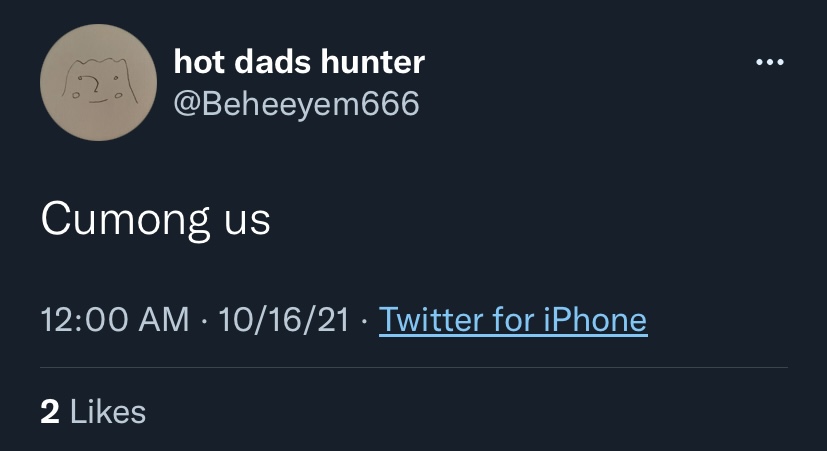 hot dads hunter
@Beheeyem666
Cumong us
12:00 AM · 10/16/21 · Twitter for iPhone
2 Likes